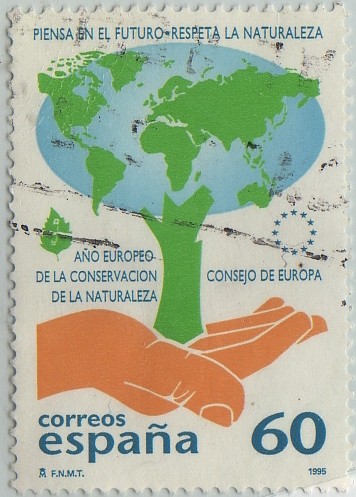 PIENSA EN EL FUTURO-RESPETA LA NATURALEZA
AÑO EUROPEO
DE LA CONSERVACION
DE LA NATURALEZA
CONSEJO DE EUROPA
correos
españa
60
F.N.M.T.
1995